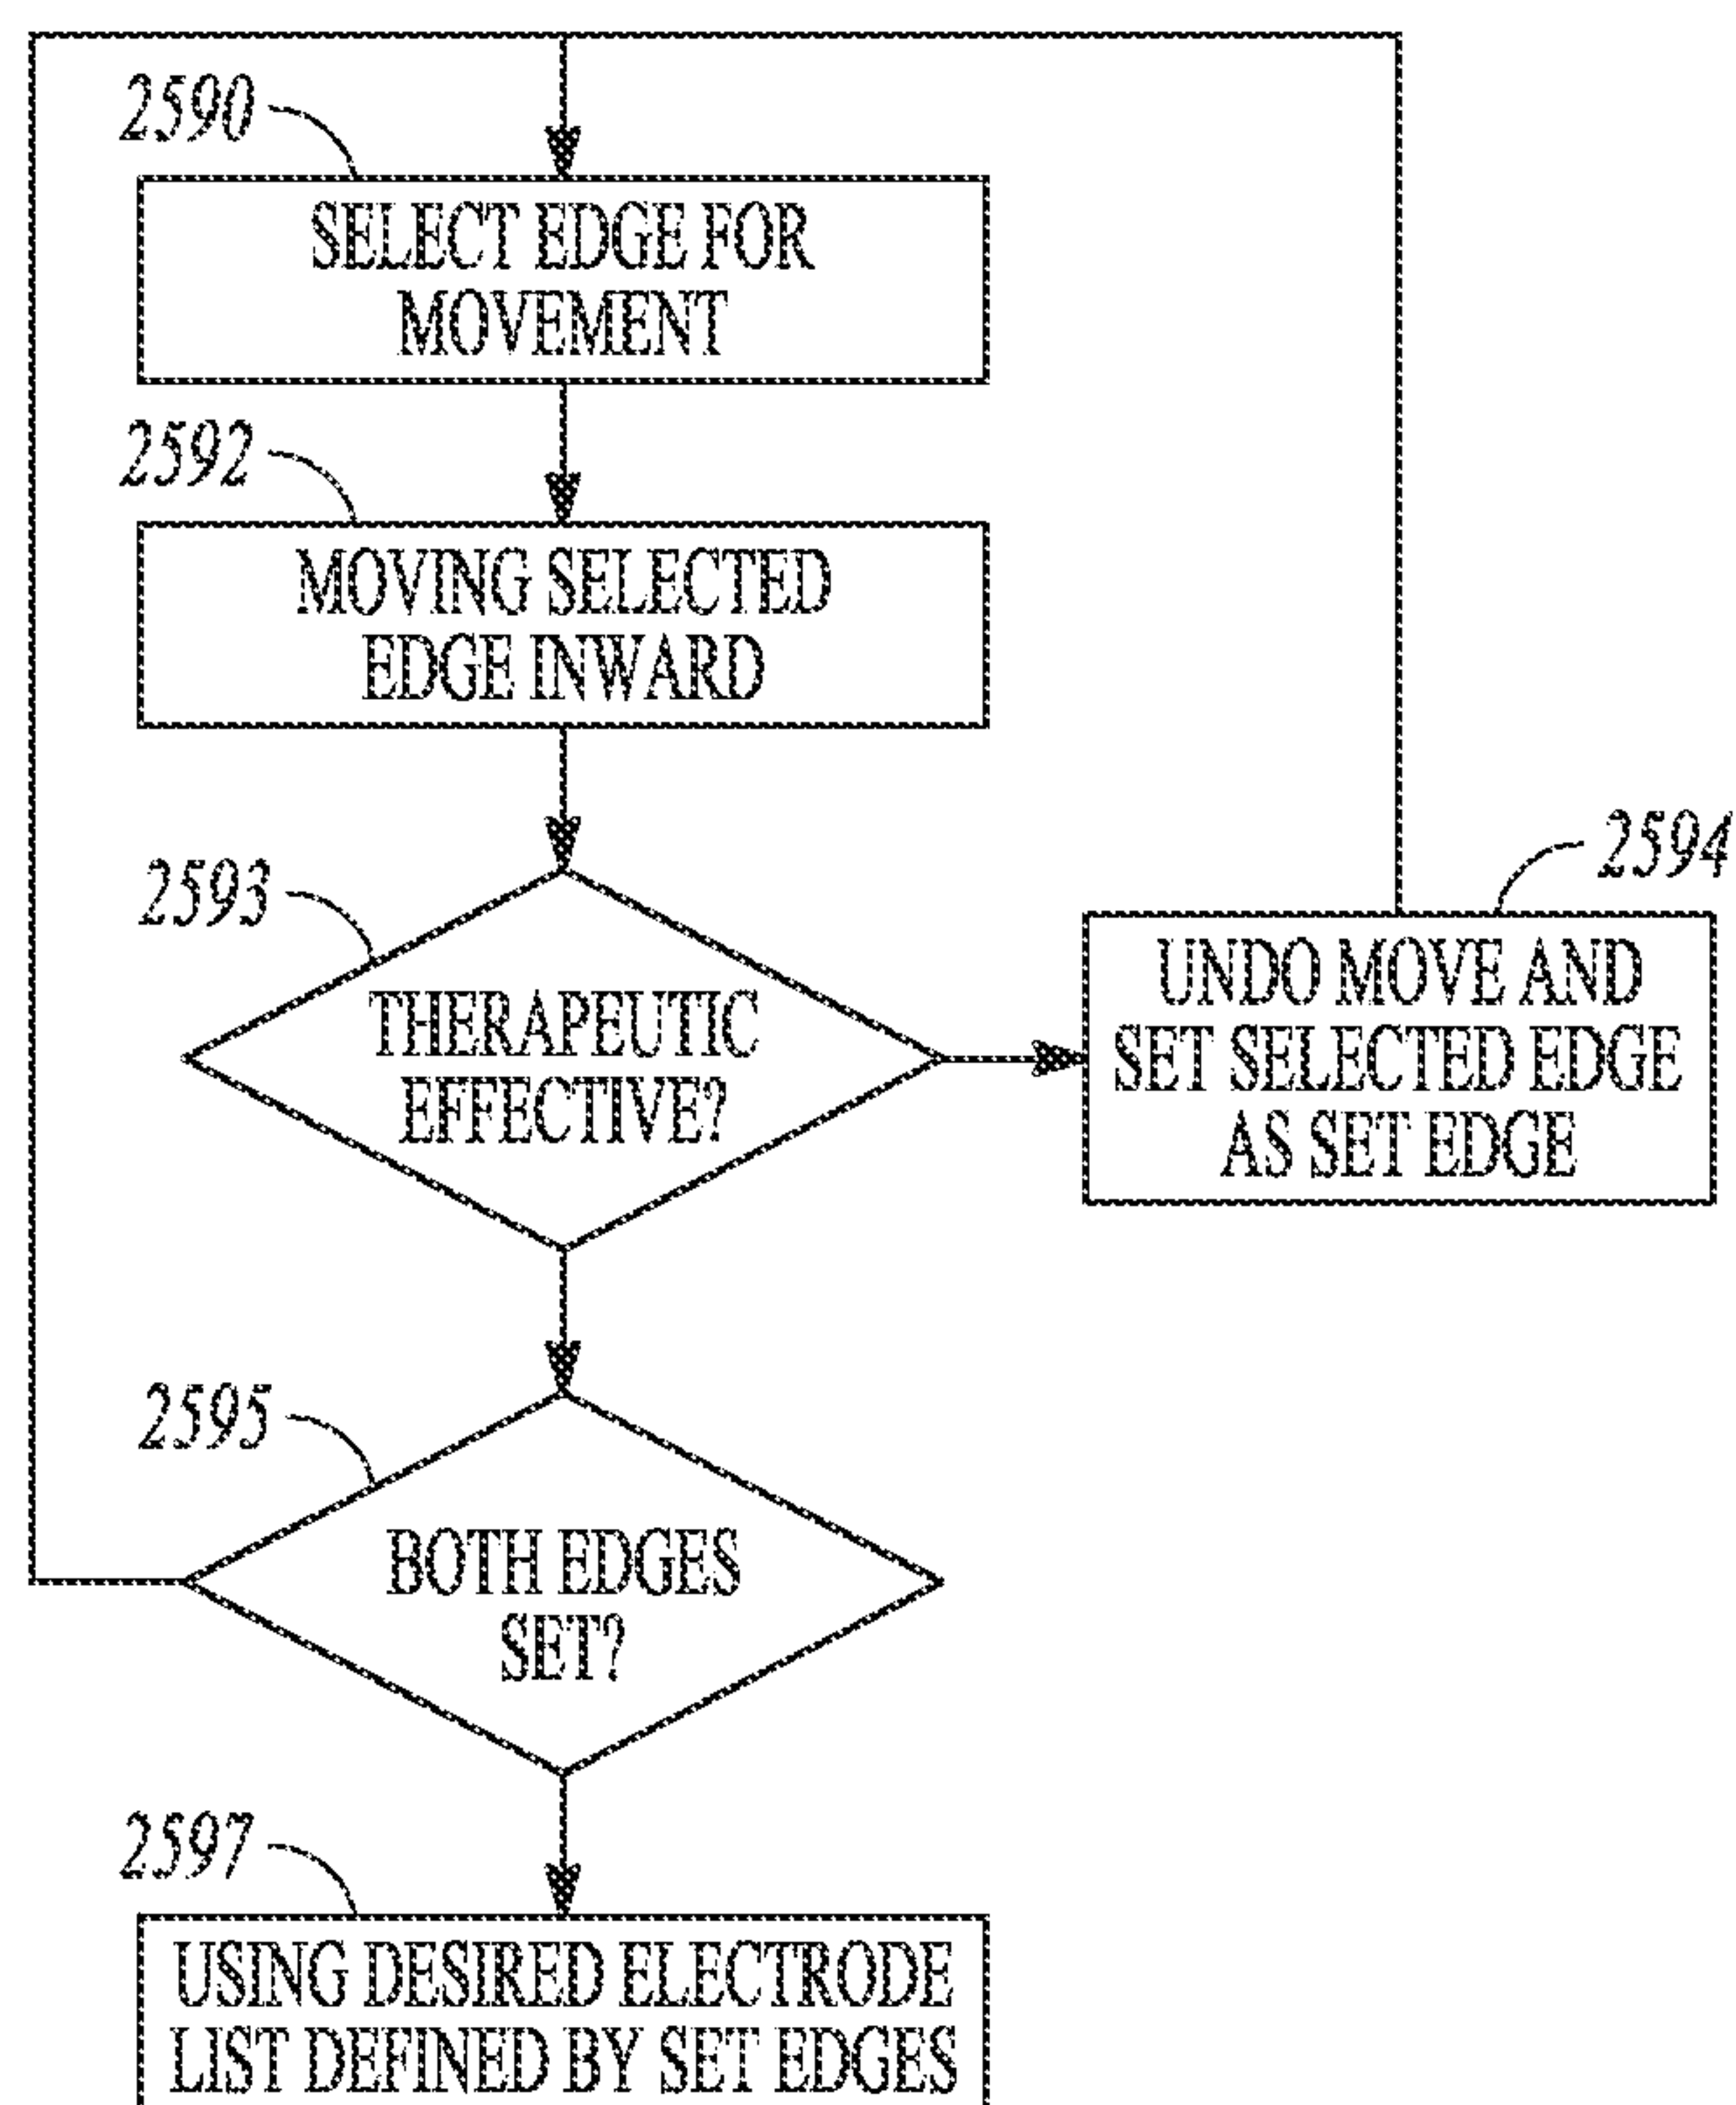 2590
SELECT EDGE FOR
MOVEMENT
2592
MOVING SELECTED
EDGE INWARD
2593
THERAPEUTIC
EFFECTIVE?
2594
UNDO MOVE AND
SET SELECTED EDGE
AS SET EDGE
2595
BOTH EDGES
SET?
2597
USING DESIRED ELECTRODE
LIST DEFINED BY SET EDGES